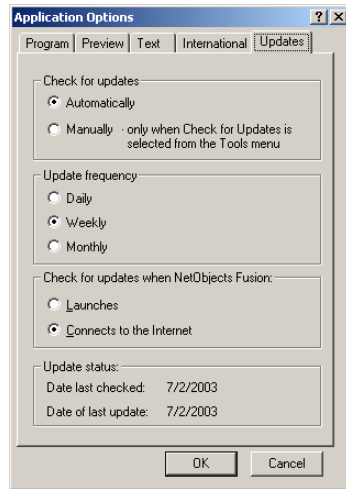 Application Options
Program Preview Text International Updates
Check for updates
Automatically
Manually - only when Check for Updates is
selected from the Tools menu
Update frequency
Daily
Weekly
Monthly
Check for updates when NetObjects Fusion:
Launches
Connects to the Internet
Update status:
Date last checked: 7/2/2003
Date of last update: 7/2/2003
OK Cancel